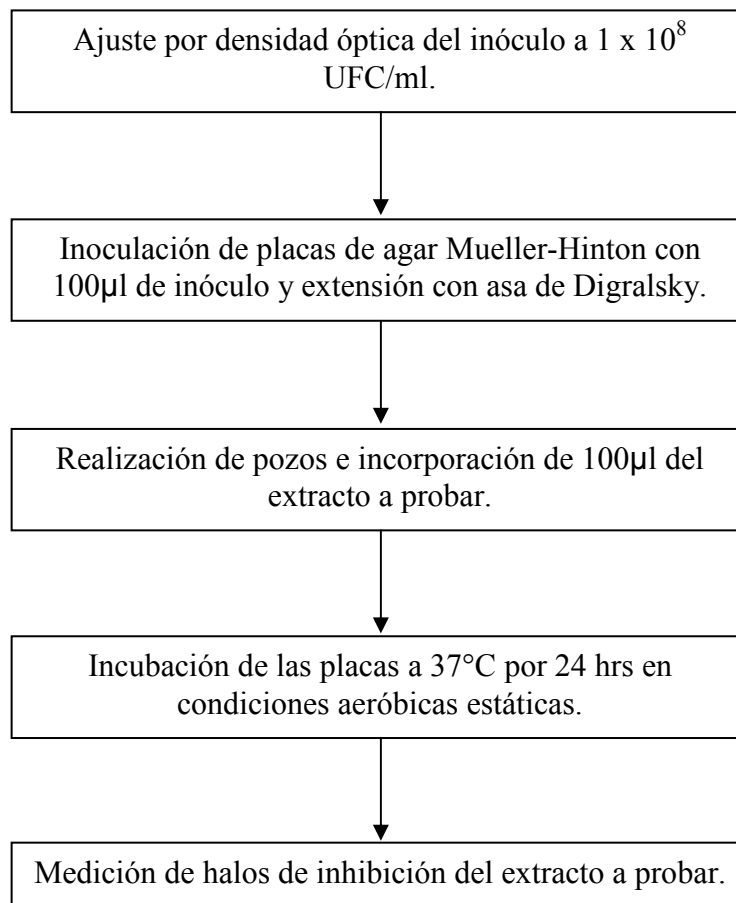 Ajuste por densidad óptica del inóculo a 1 x 10⁸
UFC/ml.
Inoculación de placas de agar Mueller-Hinton con
100µl de inóculo y extensión con asa de Digralsky.
Realización de pozos e incorporación de 100µl del
extracto a probar.
Incubación de las placas a 37°C por 24 hrs en
condiciones aeróbicas estáticas.
Medición de halos de inhibición del extracto a probar.